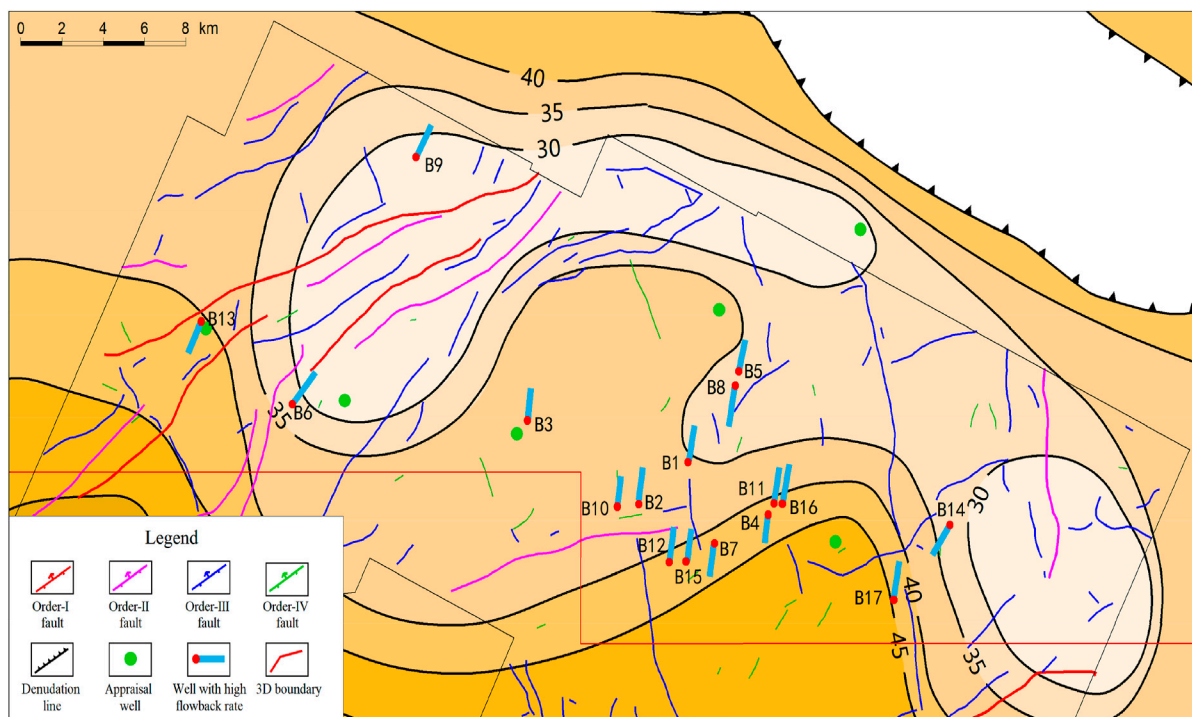 0 2 4 6 8 km
40
35
30
B9
B13
B5
B8
35
B6
B3
B1
30
B11
B16
B14
B10
B2
B4
B12
B7
B15
B17
40
45
35
Legend
Order-I
fault
Order-II
fault
Order-III
fault
Order-IV
fault
Denudation
line
Appraisal
well
Well with high
flowback rate
3D boundary